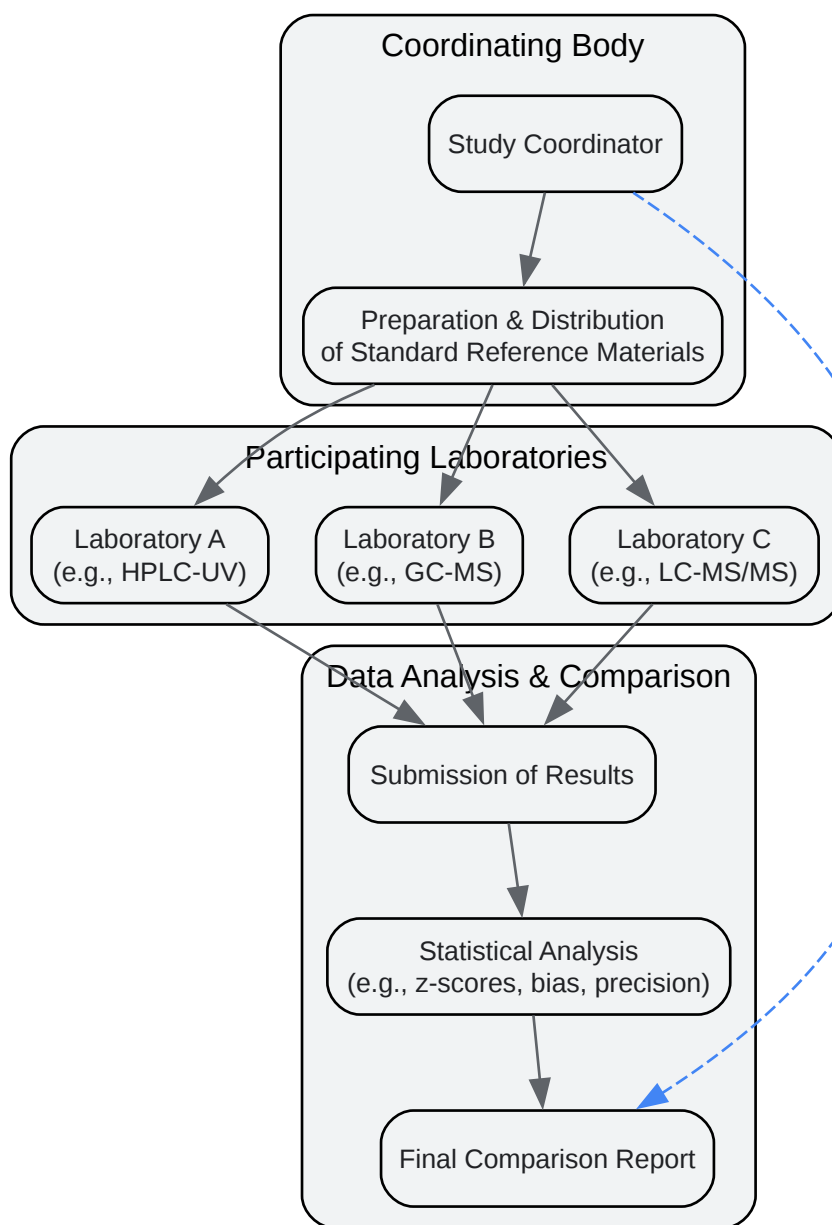 Coordinating Body
Study Coordinator
Preparation & Distribution
of Standard Reference Materials
Participating Laboratories
Laboratory A
(e.g., HPLC-UV)
Laboratory B
(e.g., GC-MS)
Laboratory C
(e.g., LC-MS/MS)
Data Analysis & Comparison
Submission of Results
Statistical Analysis
(e.g., z-scores, bias, precision)
Final Comparison Report